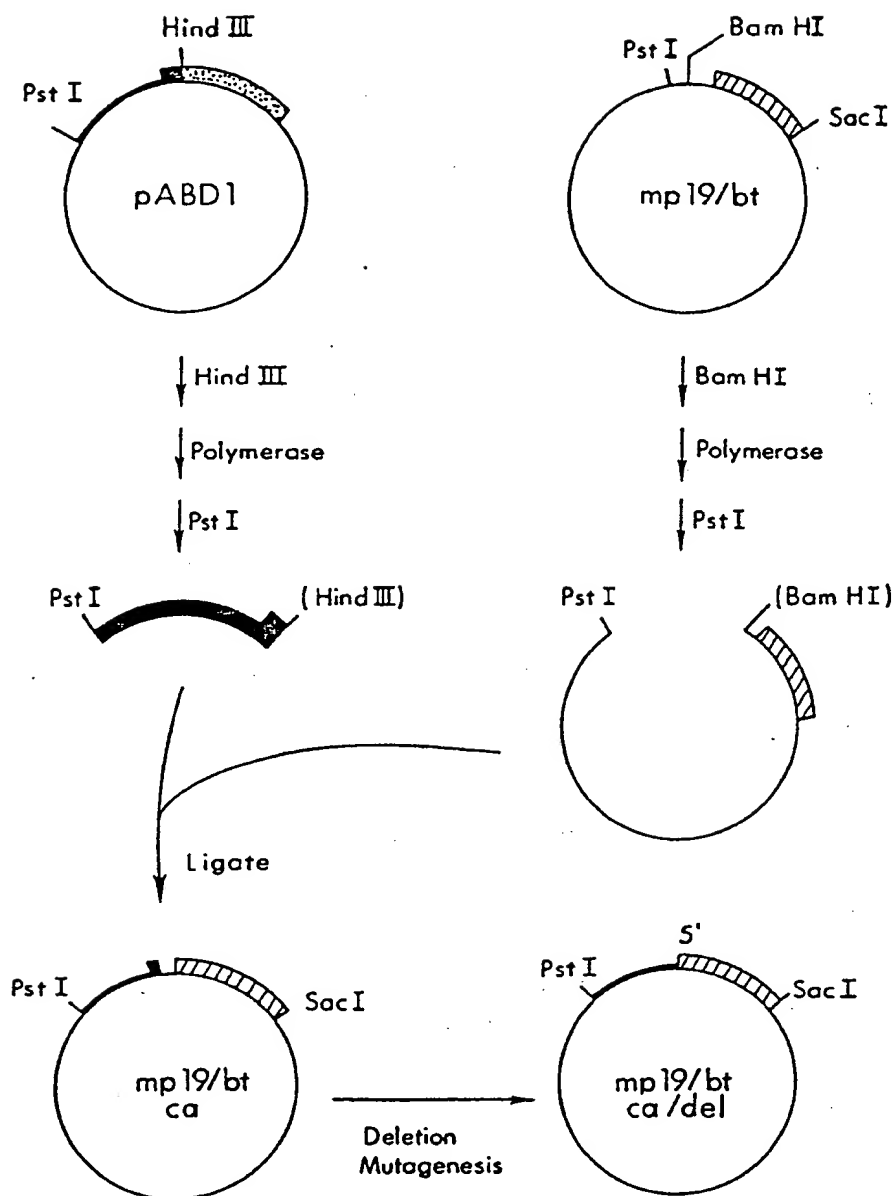 Hind III
Pst I
pABD1
Bam HI
Pst I
Sac I
mp19/bt
Hind III
Polymerase
Pst I
Bam HI
Polymerase
Pst I
Pst I
(Hind III)
Pst I
(Bam HI)
Ligate
Pst I
Sac I
mp19/bt
ca
Deletion
Mutagenesis
5'
Pst I
Sac I
mp19/bt
ca/del